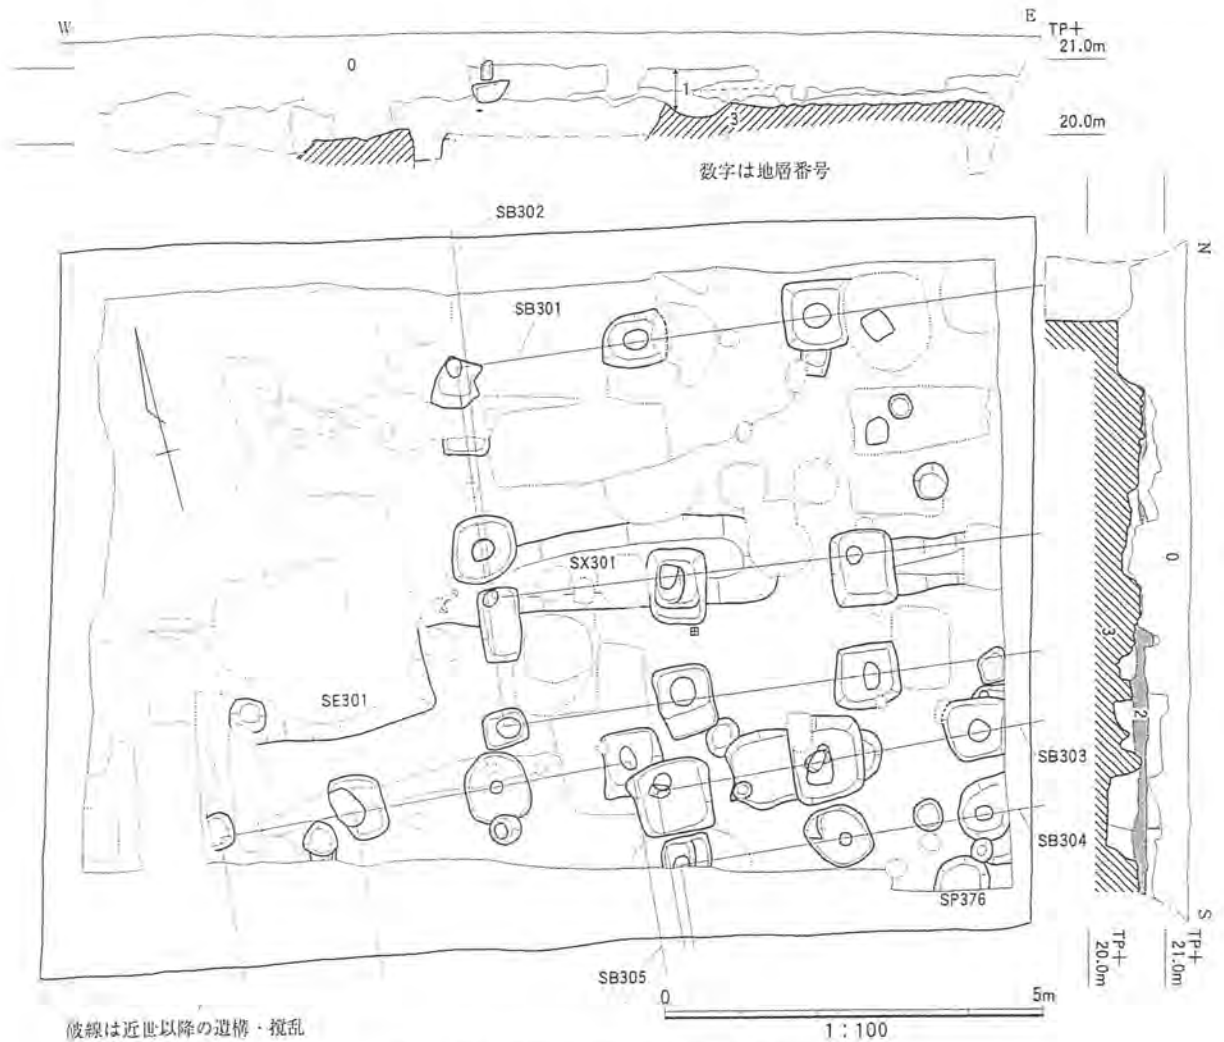 W
E
TP+
21.0m
0
1
3
20.0m
数字は地層番号
SB302
N
SB301
0
SX301
3
SE301
2
SB303
SB304
SP376
S
TP+
20.0m
TP+
21.0m
SB305
0
5m
1:100
破線は近世以降の遺構・撹乱